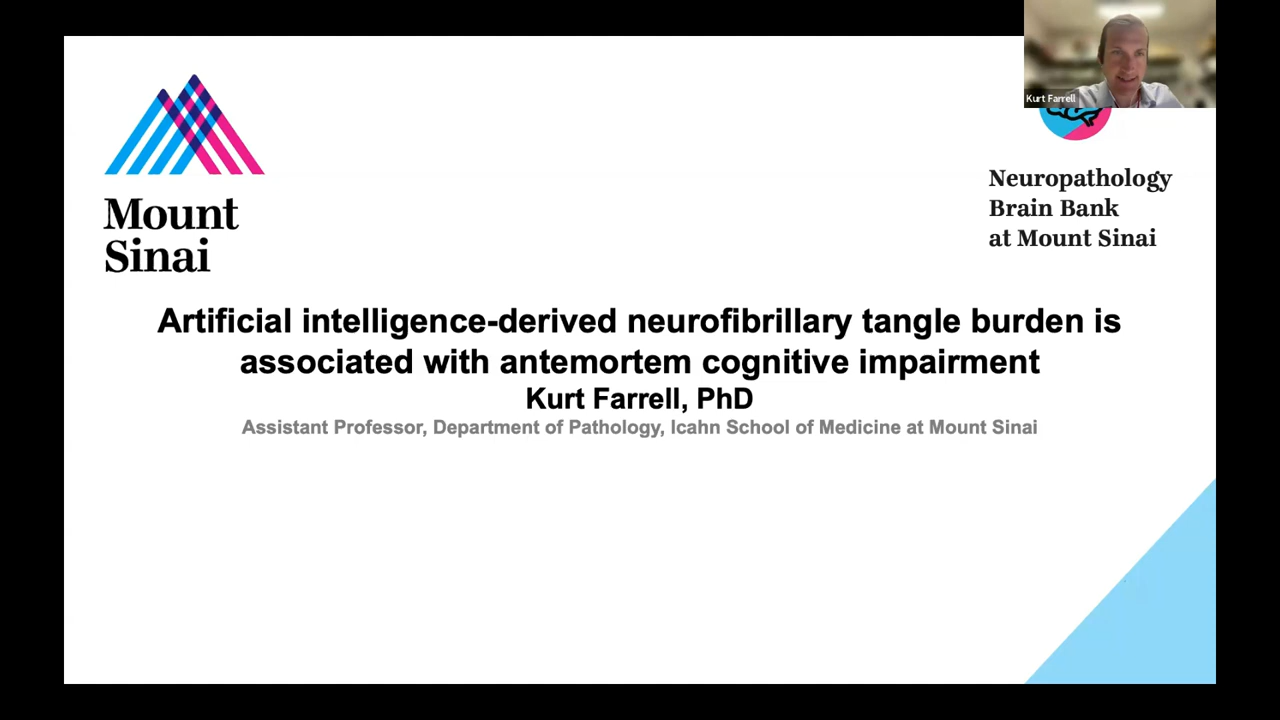 Kurt Farrell
Mount
Sinai
Neuropathology
Brain Bank
at Mount Sinai
Artificial intelligence-derived neurofibrillary tangle burden is
associated with antemortem cognitive impairment
Kurt Farrell, PhD
Assistant Professor, Department of Pathology, Icahn School of Medicine at Mount Sinai